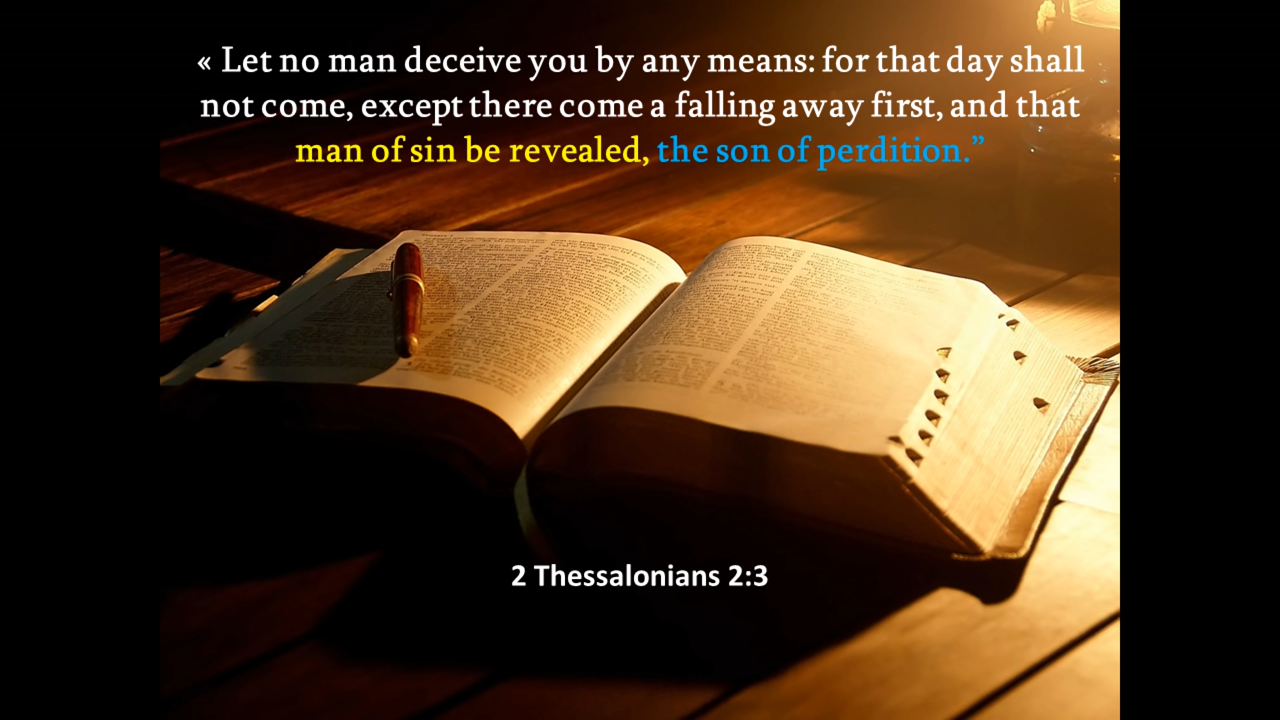 « Let no man deceive you by any means: for that day shall
not come, except there come a falling away first, and that
man of sin be revealed, the son of perdition.”
2 Thessalonians 2:3